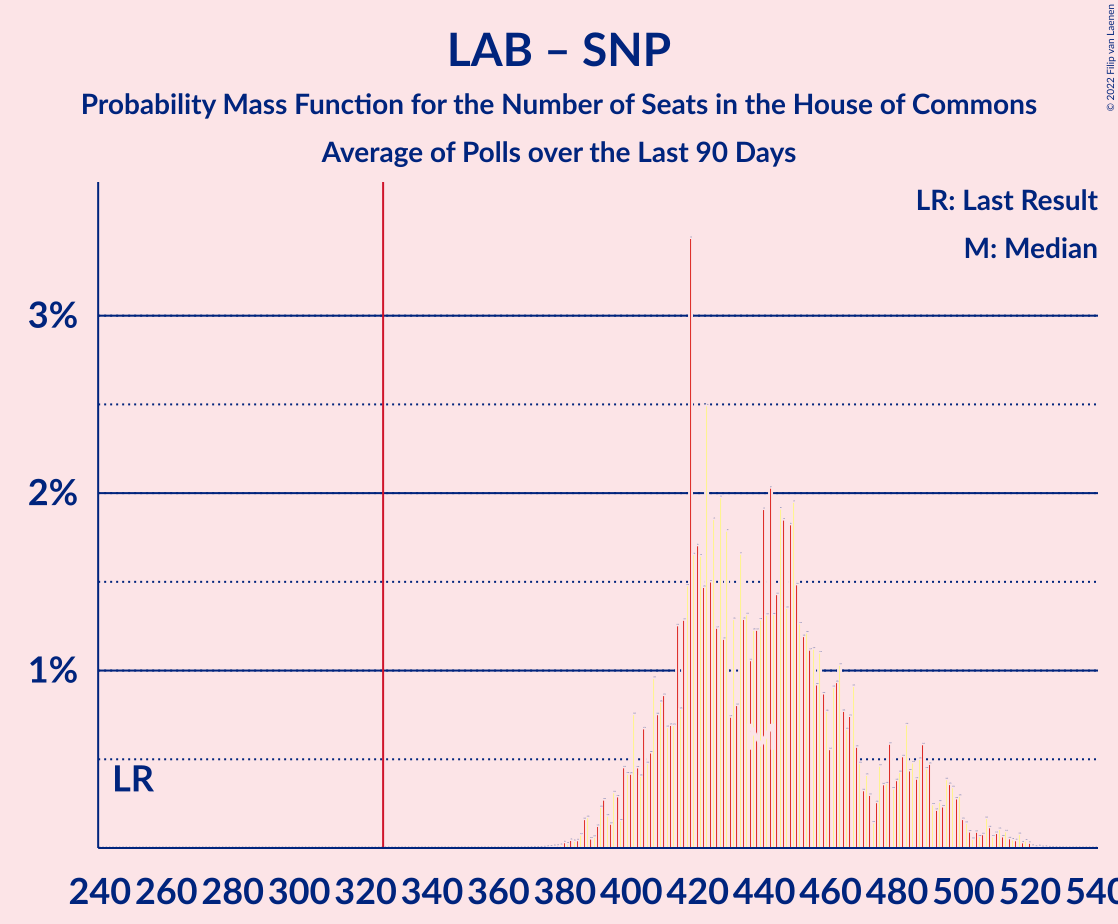 LAB – SNP
Probability Mass Function for the Number of Seats in the House of Commons
Average of Polls over the Last 90 Days
© 2022 Filip van Laenen
LR: Last Result
M: Median
3%
2%
1%
LR
M
240 260 280 300 320 340 360 380 400 420 440 460 480 500 520 540